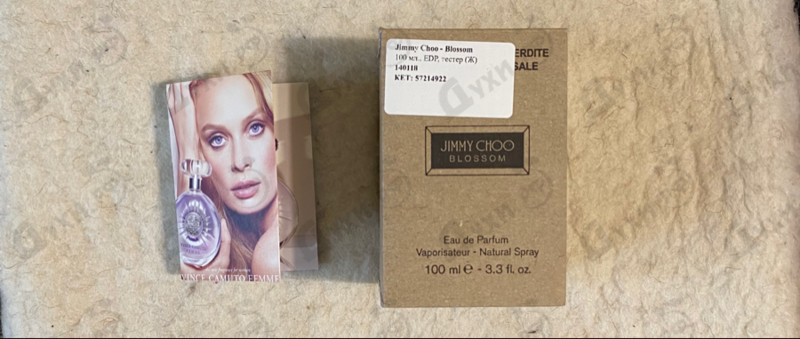 VINCE CAMUTO FEMME
Jimmy Choo - Blossom
100 мл., EDP, тестер (Ж)
140118
КЕТ: 57214922
ERDITE
SALE
JIMMY CHOO
BLOSSOM
Eau de Parfum
Vaporisateur - Natural Spray
100 ml e - 3.3 fl. oz.